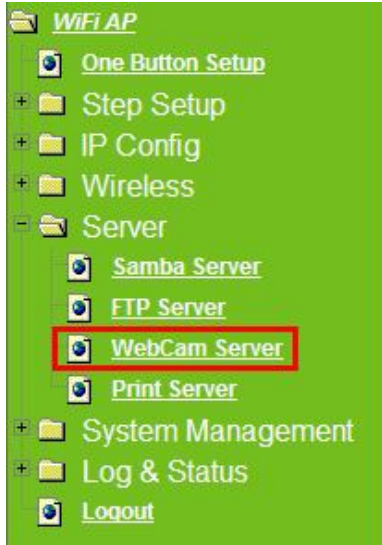 WiFi AP
One Button Setup
Step Setup
IP Config
Wireless
Server
Samba Server
FTP Server
WebCam Server
Print Server
System Management
Log & Status
Logout